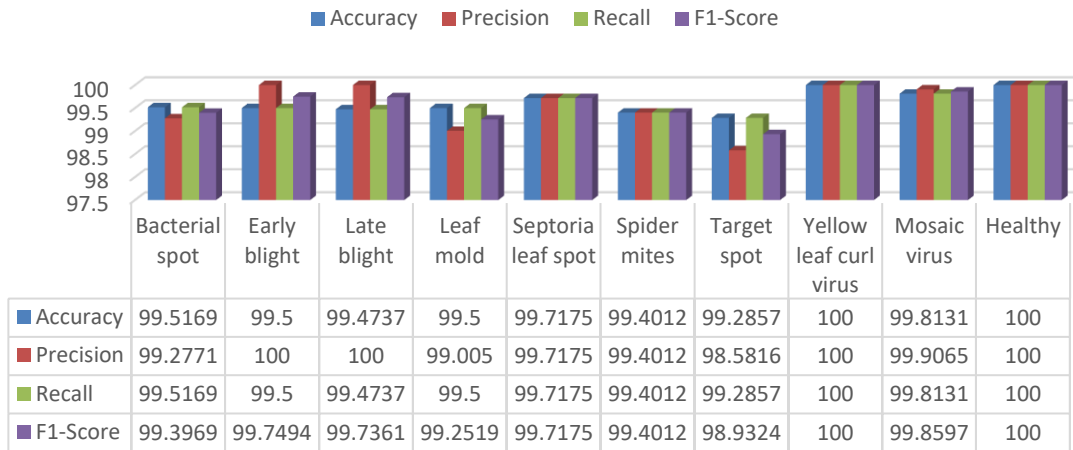 Accuracy Precision Recall F1-Score
100
99.5
99
98.5
98
97.5
Bacterial spot Early blight Late blight Leaf mold Septoria leaf spot Spider mites Target spot Yellow leaf curl virus Mosaic virus Healthy
Accuracy 99.5169 99.5 99.4737 99.5 99.7175 99.4012 99.2857 100 99.8131 100
Precision 99.2771 100 100 99.005 99.7175 99.4012 98.5816 100 99.9065 100
Recall 99.5169 99.5 99.4737 99.5 99.7175 99.4012 99.2857 100 99.8131 100
F1-Score 99.3969 99.7494 99.7361 99.2519 99.7175 99.4012 98.9324 100 99.8597 100